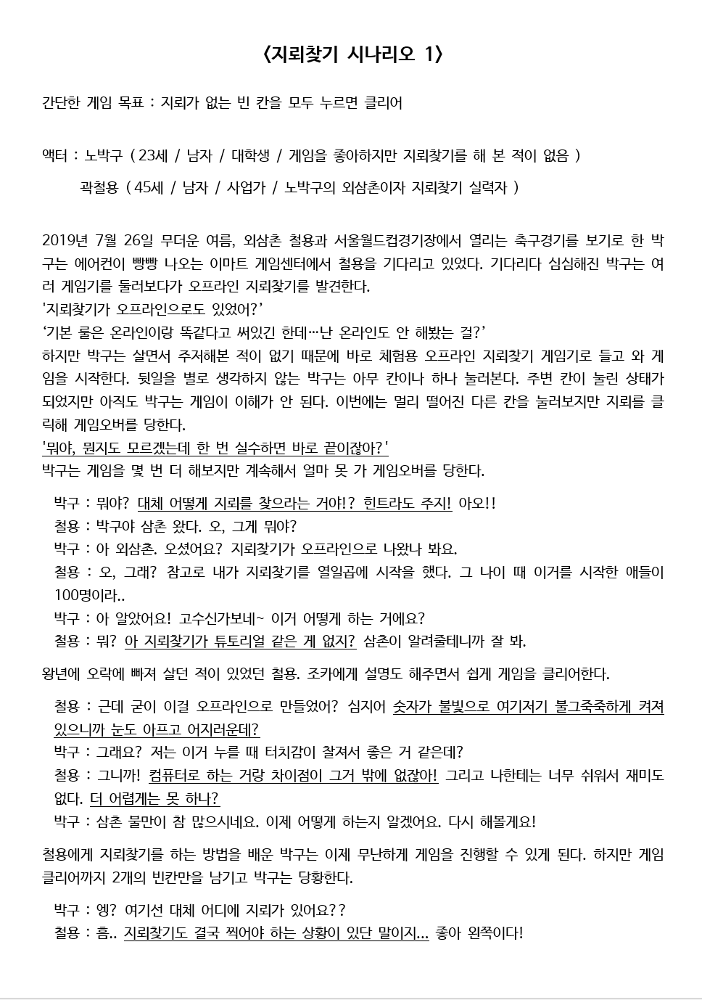 <지뢰찾기 시나리오 1>
간단한 게임 목표 : 지뢰가 없는 빈 칸을 모두 누르면 클리어
액터 : 노박구 ( 23세 / 남자 / 대학생 / 게임을 좋아하지만 지뢰찾기를 해 본 적이 없음 )
곽철용 ( 45세 / 남자 / 사업가 / 노박구의 외삼촌이자 지뢰찾기 실력자 )
2019년 7월 26일 무더운 여름, 외삼촌 철용과 서울월드컵경기장에서 열리는 축구경기를 보기로 한 박
구는 에어컨이 빵빵 나오는 이마트 게임센터에서 철용을 기다리고 있었다. 기다리다 심심해진 박구는 여
러 게임기를 둘러보다가 오프라인 지뢰찾기를 발견한다.
'지뢰찾기가 오프라인으로도 있었어?’
‘기본 룰은 온라인이랑 똑같다고 써있긴 한데…난 온라인도 안 해봤는 걸?’
하지만 박구는 살면서 주저해본 적이 없기 때문에 바로 체험용 오프라인 지뢰찾기 게임기로 들고 와 게
임을 시작한다. 뒷일을 별로 생각하지 않는 박구는 아무 칸이나 하나 눌러본다. 주변 칸이 눌린 상태가
되었지만 아직도 박구는 게임이 이해가 안 된다. 이번에는 멀리 떨어진 다른 칸을 눌러보지만 지뢰를 클
릭해 게임오버를 당한다.
'뭐야, 뭔지도 모르겠는데 한 번 실수하면 바로 끝이잖아?'
박구는 게임을 몇 번 더 해보지만 계속해서 얼마 못 가 게임오버를 당한다.
박구 : 뭐야? 대체 어떻게 지뢰를 찾으라는 거야!? 힌트라도 주지! 아오!!
철용 : 박구야 삼촌 왔다. 오, 그게 뭐야?
박구 : 아 외삼촌. 오셨어요? 지뢰찾기가 오프라인으로 나왔나 봐요.
철용 : 오, 그래? 참고로 내가 지뢰찾기를 열일곱에 시작을 했다. 그 나이 때 이거를 시작한 애들이
100명이라..
박구 : 아 알았어요! 고수신가보네~ 이거 어떻게 하는 거에요?
철용 : 뭐? 아 지뢰찾기가 튜토리얼 같은 게 없지? 삼촌이 알려줄테니까 잘 봐.
왕년에 오락에 빠져 살던 적이 있었던 철용. 조카에게 설명도 해주면서 쉽게 게임을 클리어한다.
철용 : 근데 굳이 이걸 오프라인으로 만들었어? 심지어 숫자가 불빛으로 여기저기 불그죽죽하게 켜져
있으니까 눈도 아프고 어지러운데?
박구 : 그래요? 저는 이거 누를 때 터치감이 찰져서 좋은 거 같은데?
철용 : 그니까! 컴퓨터로 하는 거랑 차이점이 그거 밖에 없잖아! 그리고 나한테는 너무 쉬워서 재미도
없다. 더 어렵게는 못 하나?
박구 : 삼촌 불만이 참 많으시네요. 이제 어떻게 하는지 알겠어요. 다시 해볼게요!
철용에게 지뢰찾기를 하는 방법을 배운 박구는 이제 무난하게 게임을 진행할 수 있게 된다. 하지만 게임
클리어까지 2개의 빈칸만을 남기고 박구는 당황한다.
박구 : 엥? 여기선 대체 어디에 지뢰가 있어요??
철용 : 흠.. 지뢰찾기도 결국 찍어야 하는 상황이 있단 말이지... 좋아 왼쪽이다!